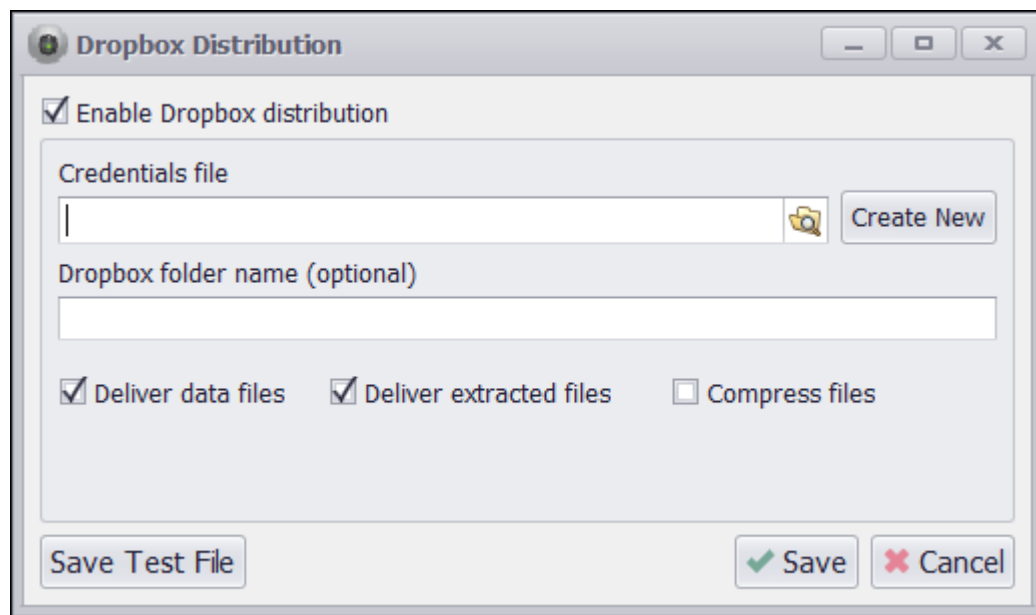 Dropbox Distribution
Enable Dropbox distribution
Credentials file
Create New
Dropbox folder name (optional)
Deliver data files Deliver extracted files Compress files
Save Test File Save Cancel